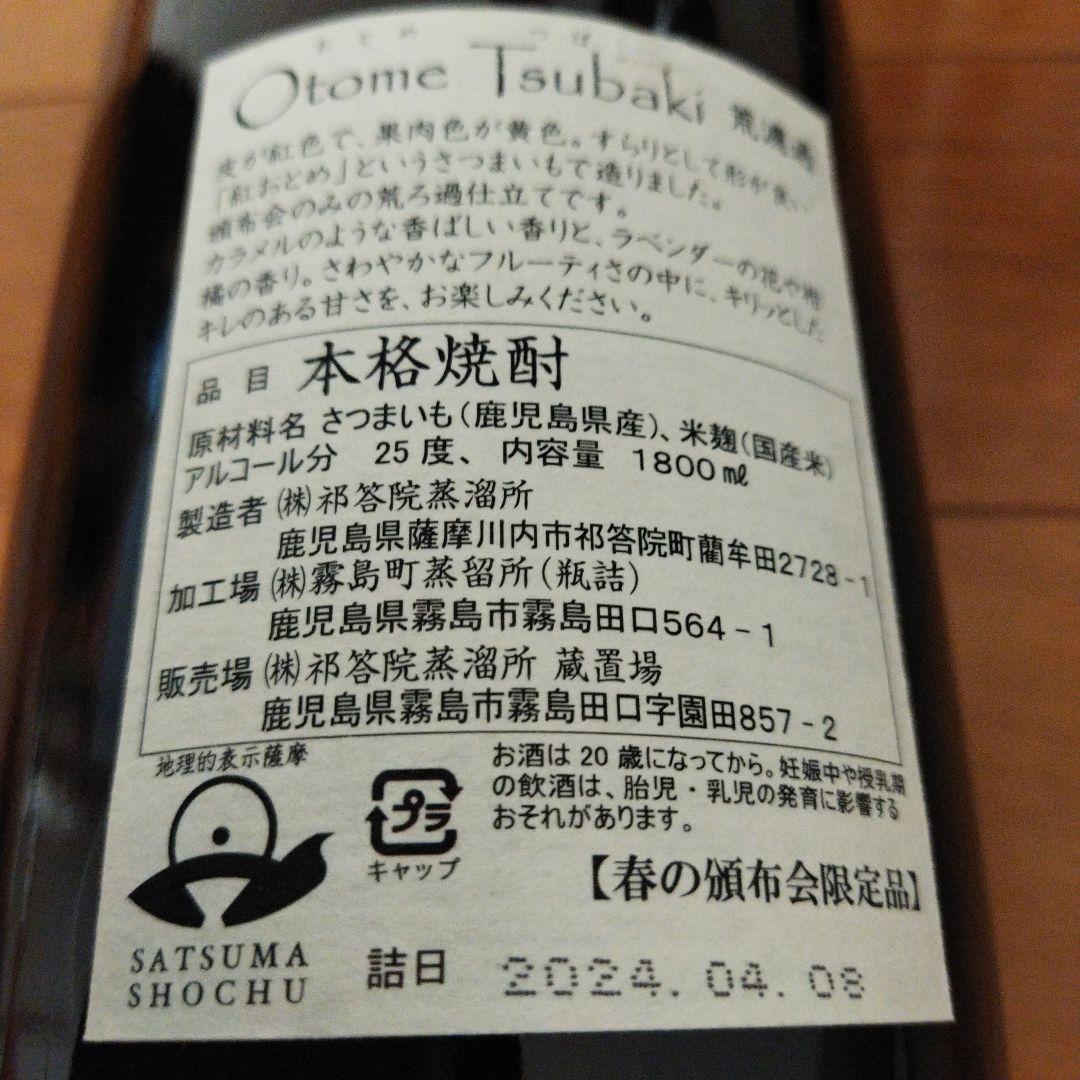 おとめ つば
Otome Tsubaki 荒濾過
皮が紅色で、果肉色が黄色。すらりとして形が良い
「紅おとめ」というさつまいもで造りました。
頒布会のみの荒ろ過仕立てです。
カラメルのような香ばしい香りと、ラベンダーの花や柑
橘の香り。さわやかなフルーティさの中に、キリッとした
キレのある甘さを、お楽しみください。
品目 本格焼酎
原材料名 さつまいも(鹿児島県産)、米麹(国産米)
アルコール分 25度、内容量 1800㎖
製造者 ㈱祁答院蒸溜所
鹿児島県薩摩川内市祁答院町藺牟田2728-1
加工場 ㈱霧島町蒸留所(瓶詰)
鹿児島県霧島市霧島田口564-1
販売場 ㈱祁答院蒸溜所 蔵置場
鹿児島県霧島市霧島田口字園田857-2
地理的表示薩摩
SATSUMA
SHOCHU
プラ
キャップ
お酒は20歳になってから。妊娠中や授乳期
の飲酒は、胎児・乳児の発育に影響する
おそれがあります。
【春の頒布会限定品】
詰日 2024.04.08